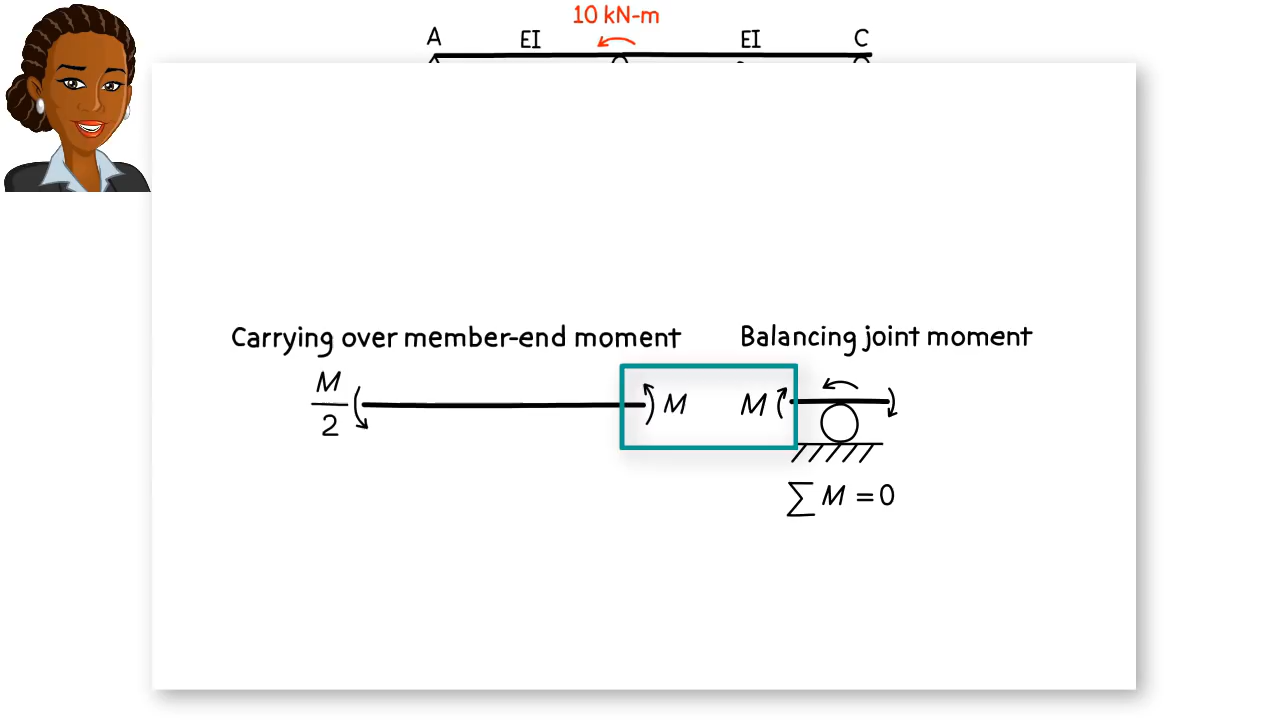 10 kN-m
A EI EI C
Carrying over member-end moment Balancing joint moment
M/2 M M
∑ M = 0